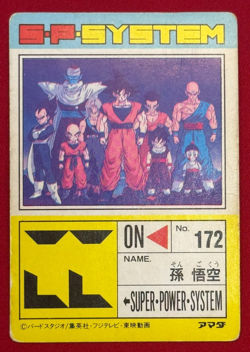 S·P·SYSTEM
ON◀
No. 172
NAME.
そん ご くう
孫 悟空
←SUPER·POWER·SYSTEM
©バードスタジオ/集英社・フジテレビ・東映動画
アマダ